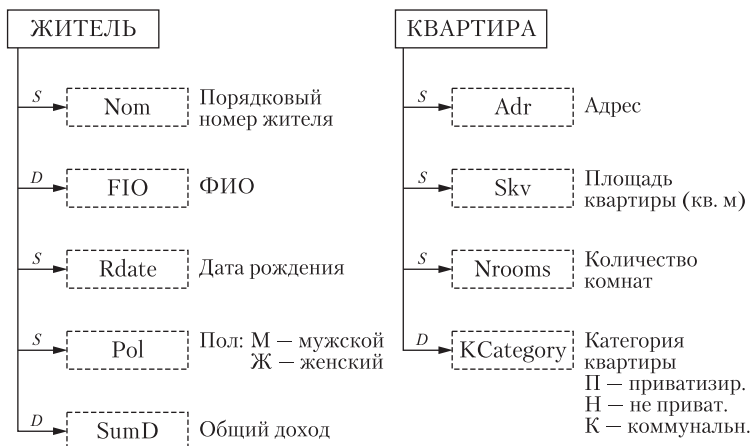 ЖИТЕЛЬ
S
Nom
Порядковый
номер жителя
D
FIO
ФИО
S
Rdate
Дата рождения
S
Pol
Пол: М — мужской
Ж — женский
D
SumD
Общий доход
КВАРТИРА
S
Adr
Адрес
S
Skv
Площадь
квартиры (кв. м)
S
Nrooms
Количество
комнат
D
KCategory
Категория
квартиры
П — приватизир.
Н — не приват.
К — коммунальн.